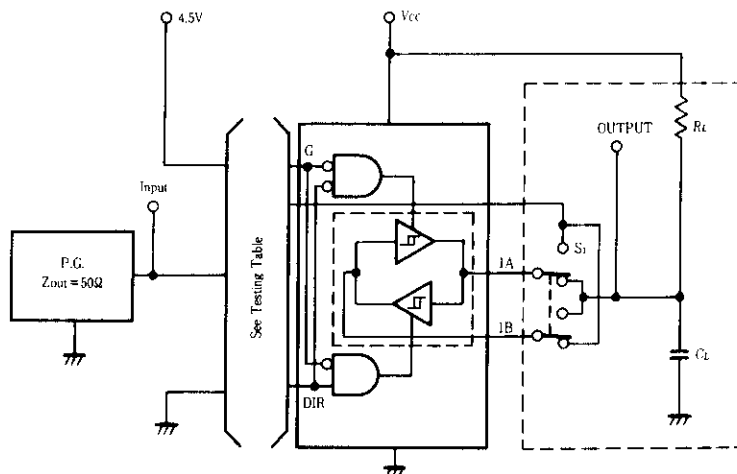 4.5V
Vcc
RL
OUTPUT
G
Input
P.G.
Zout = 50Ω
See Testing Table
S1
1A
1B
CL
DIR